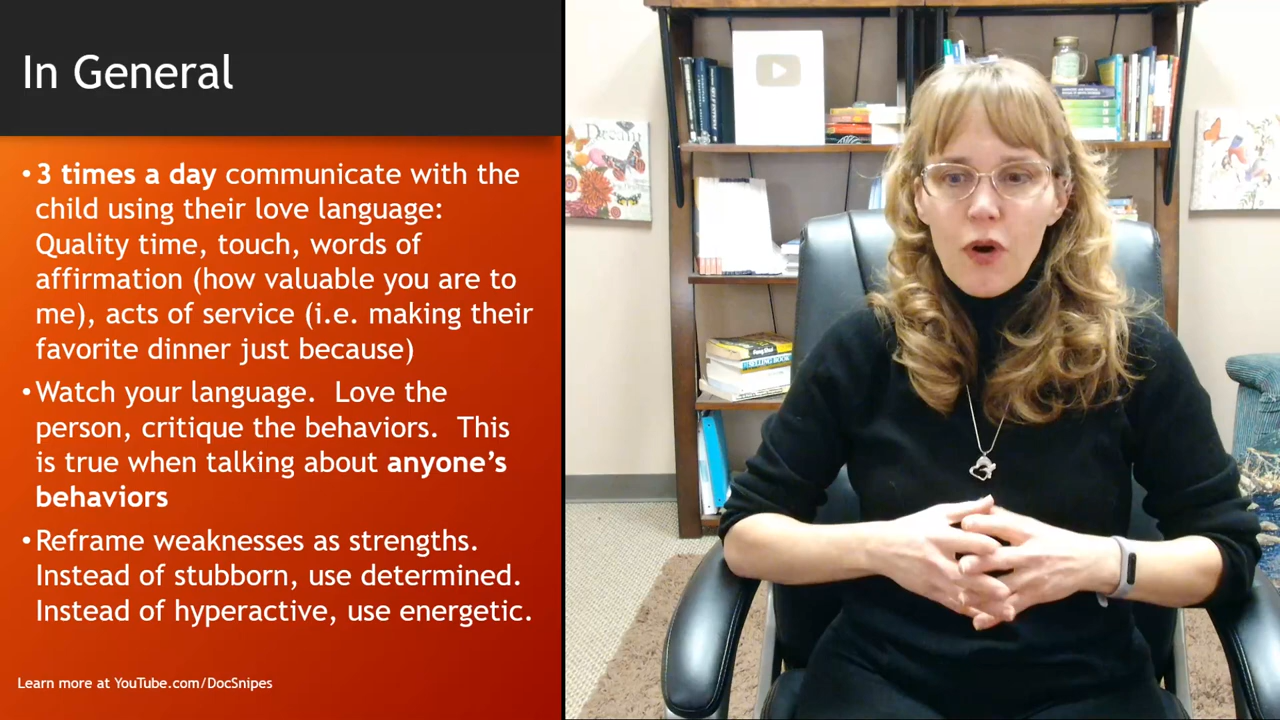 In General
• 3 times a day communicate with the
child using their love language:
Quality time, touch, words of
affirmation (how valuable you are to
me), acts of service (i.e. making their
favorite dinner just because)
• Watch your language.  Love the
person, critique the behaviors.  This
is true when talking about anyone’s
behaviors
• Reframe weaknesses as strengths.
Instead of stubborn, use determined.
Instead of hyperactive, use energetic.
Learn more at YouTube.com/DocSnipes
Dream
Feng Shui